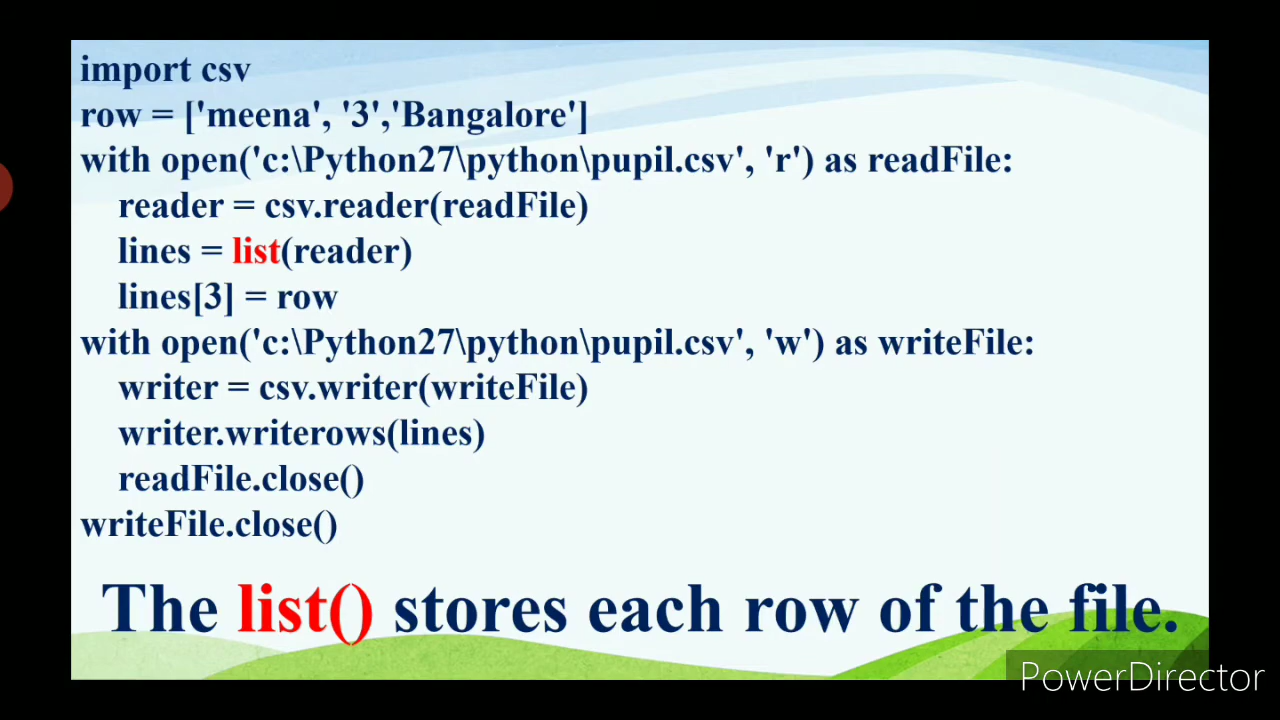 import csv
row = ['meena', '3','Bangalore']
with open('c:\Python27\python\pupil.csv', 'r') as readFile:
reader = csv.reader(readFile)
lines = list(reader)
lines[3] = row
with open('c:\Python27\python\pupil.csv', 'w') as writeFile:
writer = csv.writer(writeFile)
writer.writerows(lines)
readFile.close()
writeFile.close()
The list() stores each row of the file.
PowerDirector